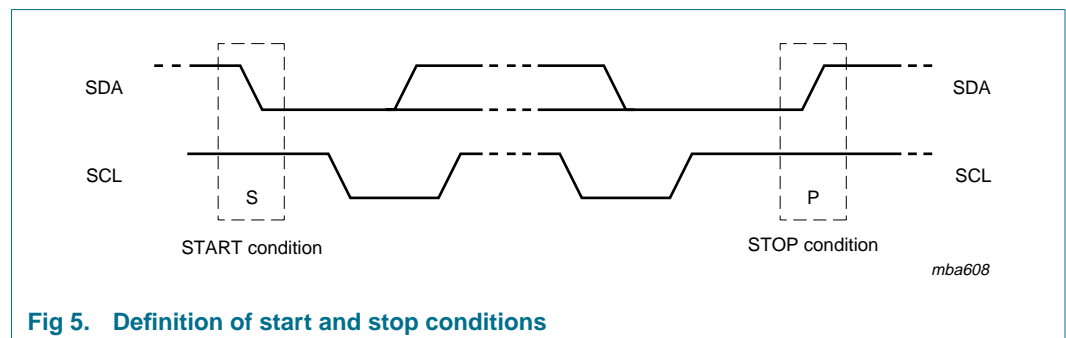 SDA SDA
SCL SCL
S P
START condition STOP condition
mba608
Fig 5. Definition of start and stop conditions